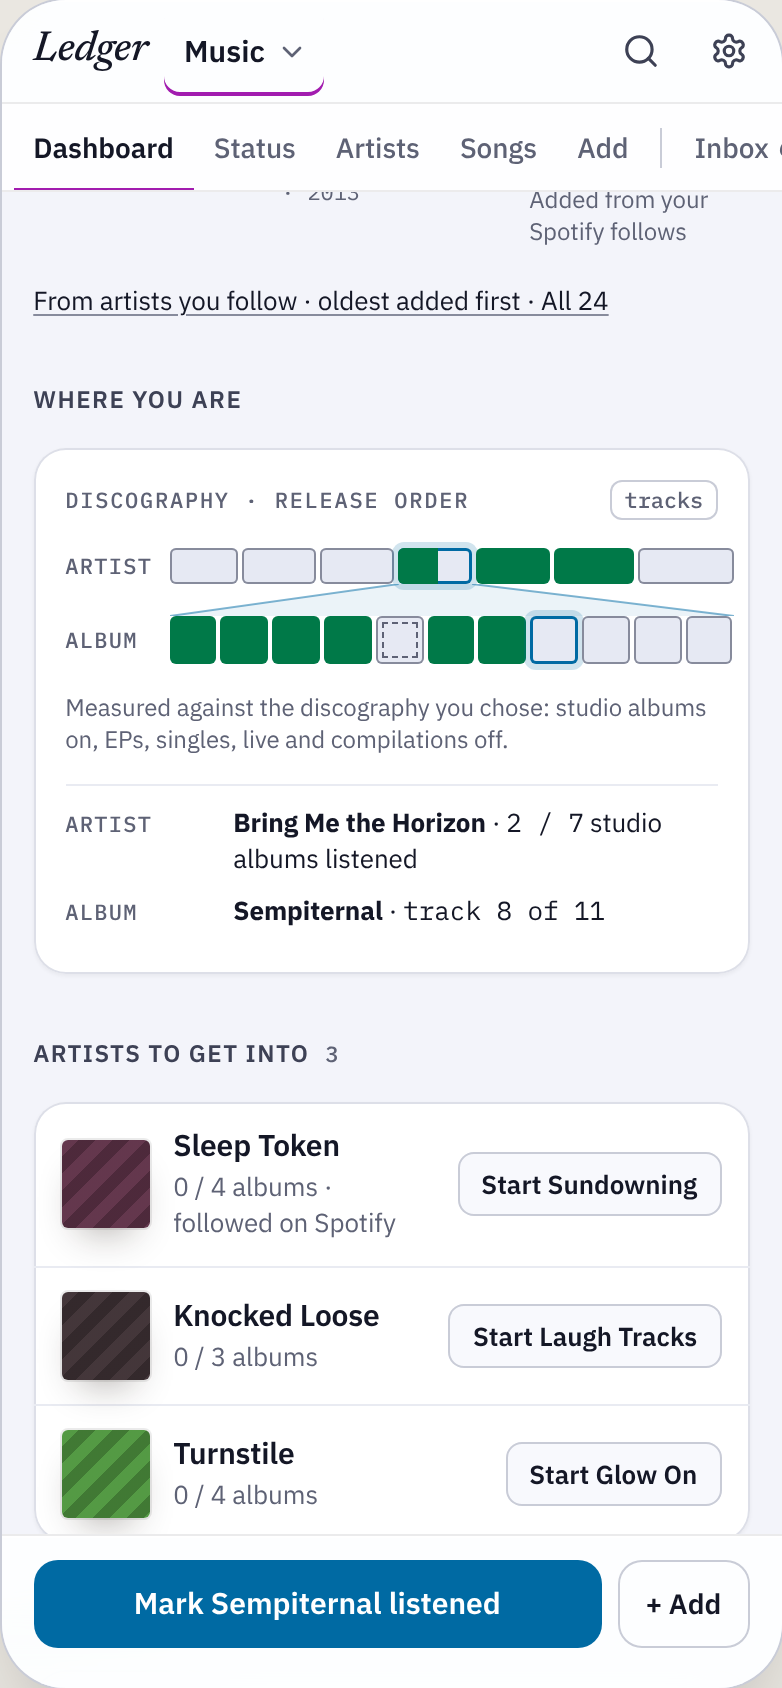 Ledger
Music
Dashboard Status Artists Songs Add Inbox
· 2013
Added from your
Spotify follows
From artists you follow · oldest added first · All 24
WHERE YOU ARE
DISCOGRAPHY · RELEASE ORDER tracks
ARTIST
ALBUM
Measured against the discography you chose: studio albums
on, EPs, singles, live and compilations off.
ARTIST Bring Me the Horizon · 2 / 7 studio
albums listened
ALBUM Sempiternal · track 8 of 11
ARTISTS TO GET INTO 3
Sleep Token
0 / 4 albums ·
followed on Spotify
Start Sundowning
Knocked Loose
0 / 3 albums
Start Laugh Tracks
Turnstile
0 / 4 albums
Start Glow On
Mark Sempiternal listened
+ Add